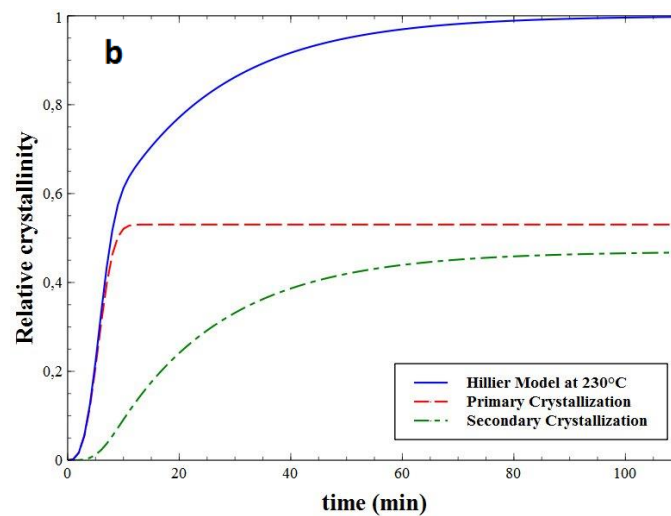 b
Relative crystallinity
1
0,8
0,6
0,4
0,2
0
0
20
40
60
80
100
time (min)
Hillier Model at 230°C
Primary Crystallization
Secondary Crystallization